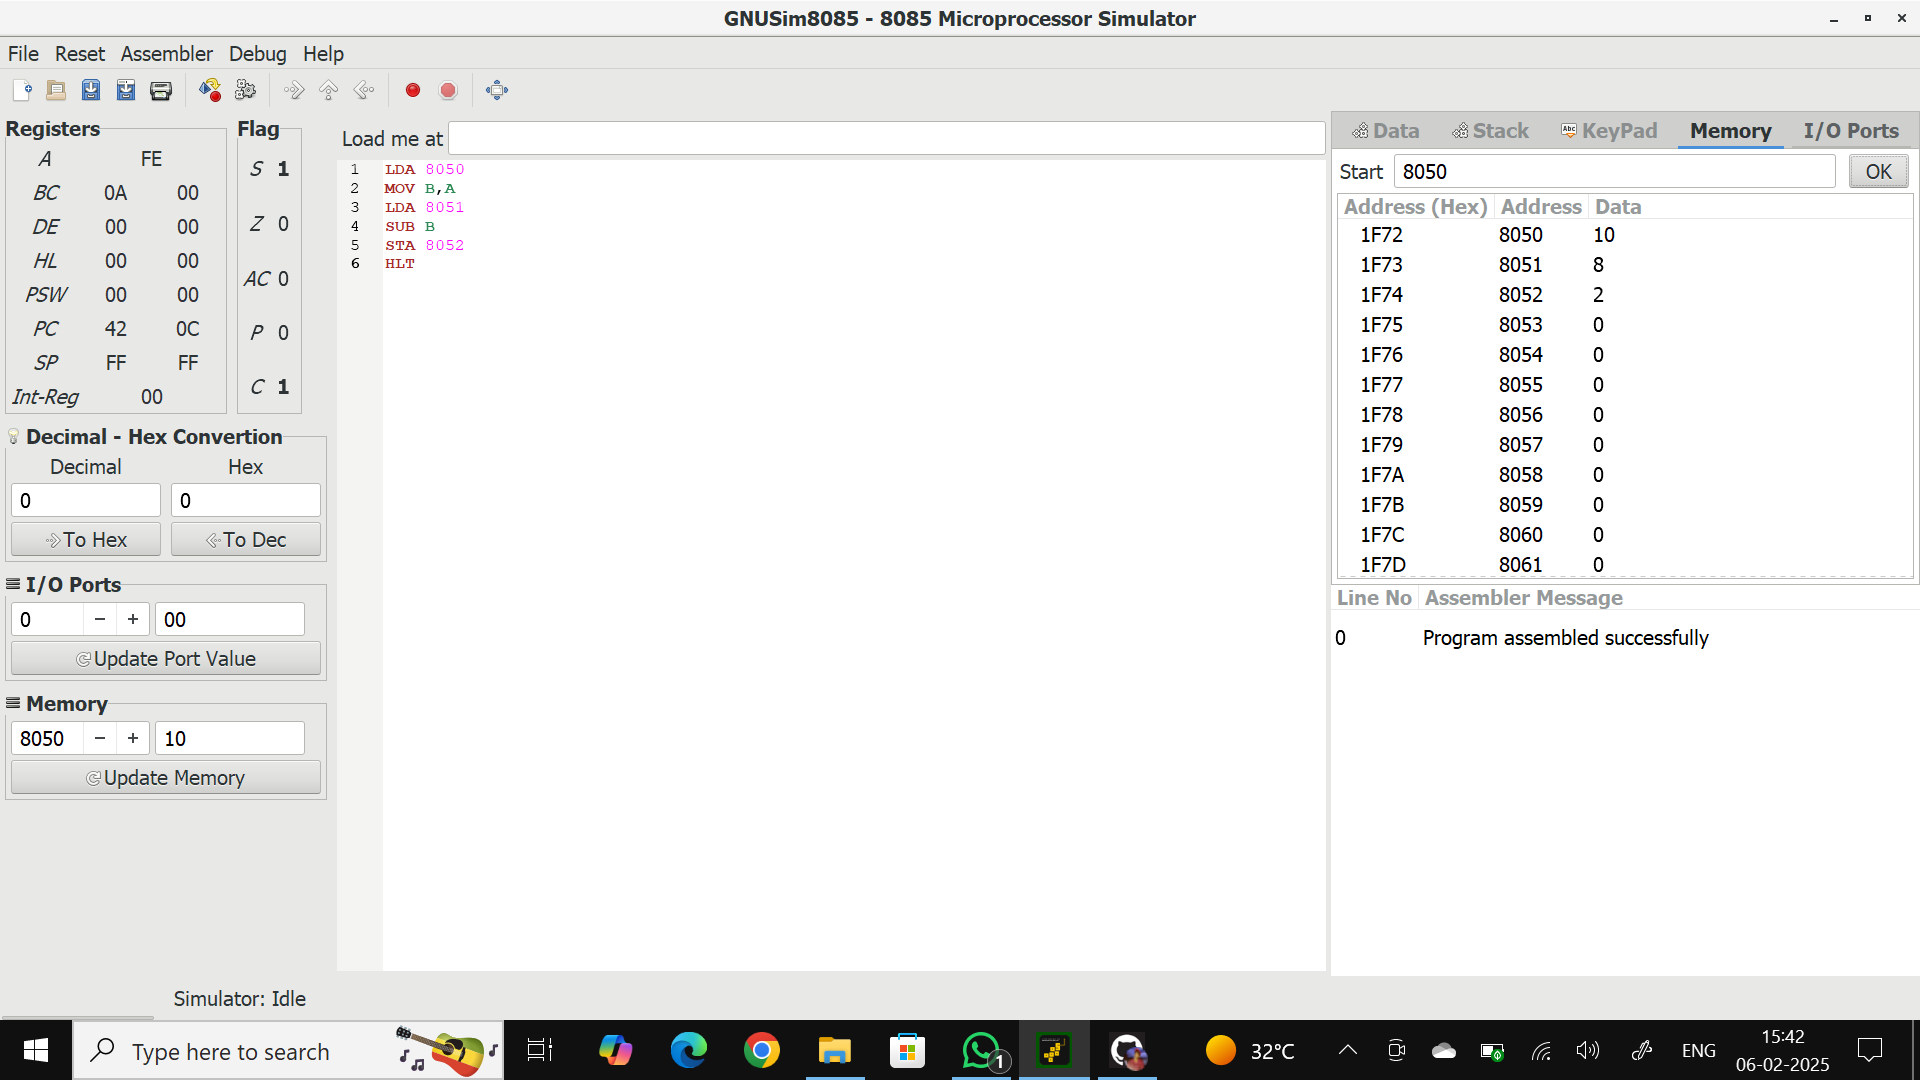 GNUSim8085 - 8085 Microprocessor Simulator
File Reset Assembler Debug Help
Registers
A FE
BC 0A 00
DE 00 00
HL 00 00
PSW 00 00
PC 42 0C
SP FF FF
Int-Reg 00
Flag
S 1
Z 0
AC 0
P 0
C 1
Decimal - Hex Convertion
Decimal Hex
0 0
To Hex To Dec
I/O Ports
0 − + 00
Update Port Value
Memory
8050 − + 10
Update Memory
Load me at
1 LDA 8050
2 MOV B,A
3 LDA 8051
4 SUB B
5 STA 8052
6 HLT
Data Stack Abc KeyPad Memory I/O Ports
Start 8050 OK
Address (Hex) Address Data
1F72 8050 10
1F73 8051 8
1F74 8052 2
1F75 8053 0
1F76 8054 0
1F77 8055 0
1F78 8056 0
1F79 8057 0
1F7A 8058 0
1F7B 8059 0
1F7C 8060 0
1F7D 8061 0
Line No Assembler Message
0 Program assembled successfully
Simulator: Idle
Type here to search
1
32°C
ENG
15:42
06-02-2025